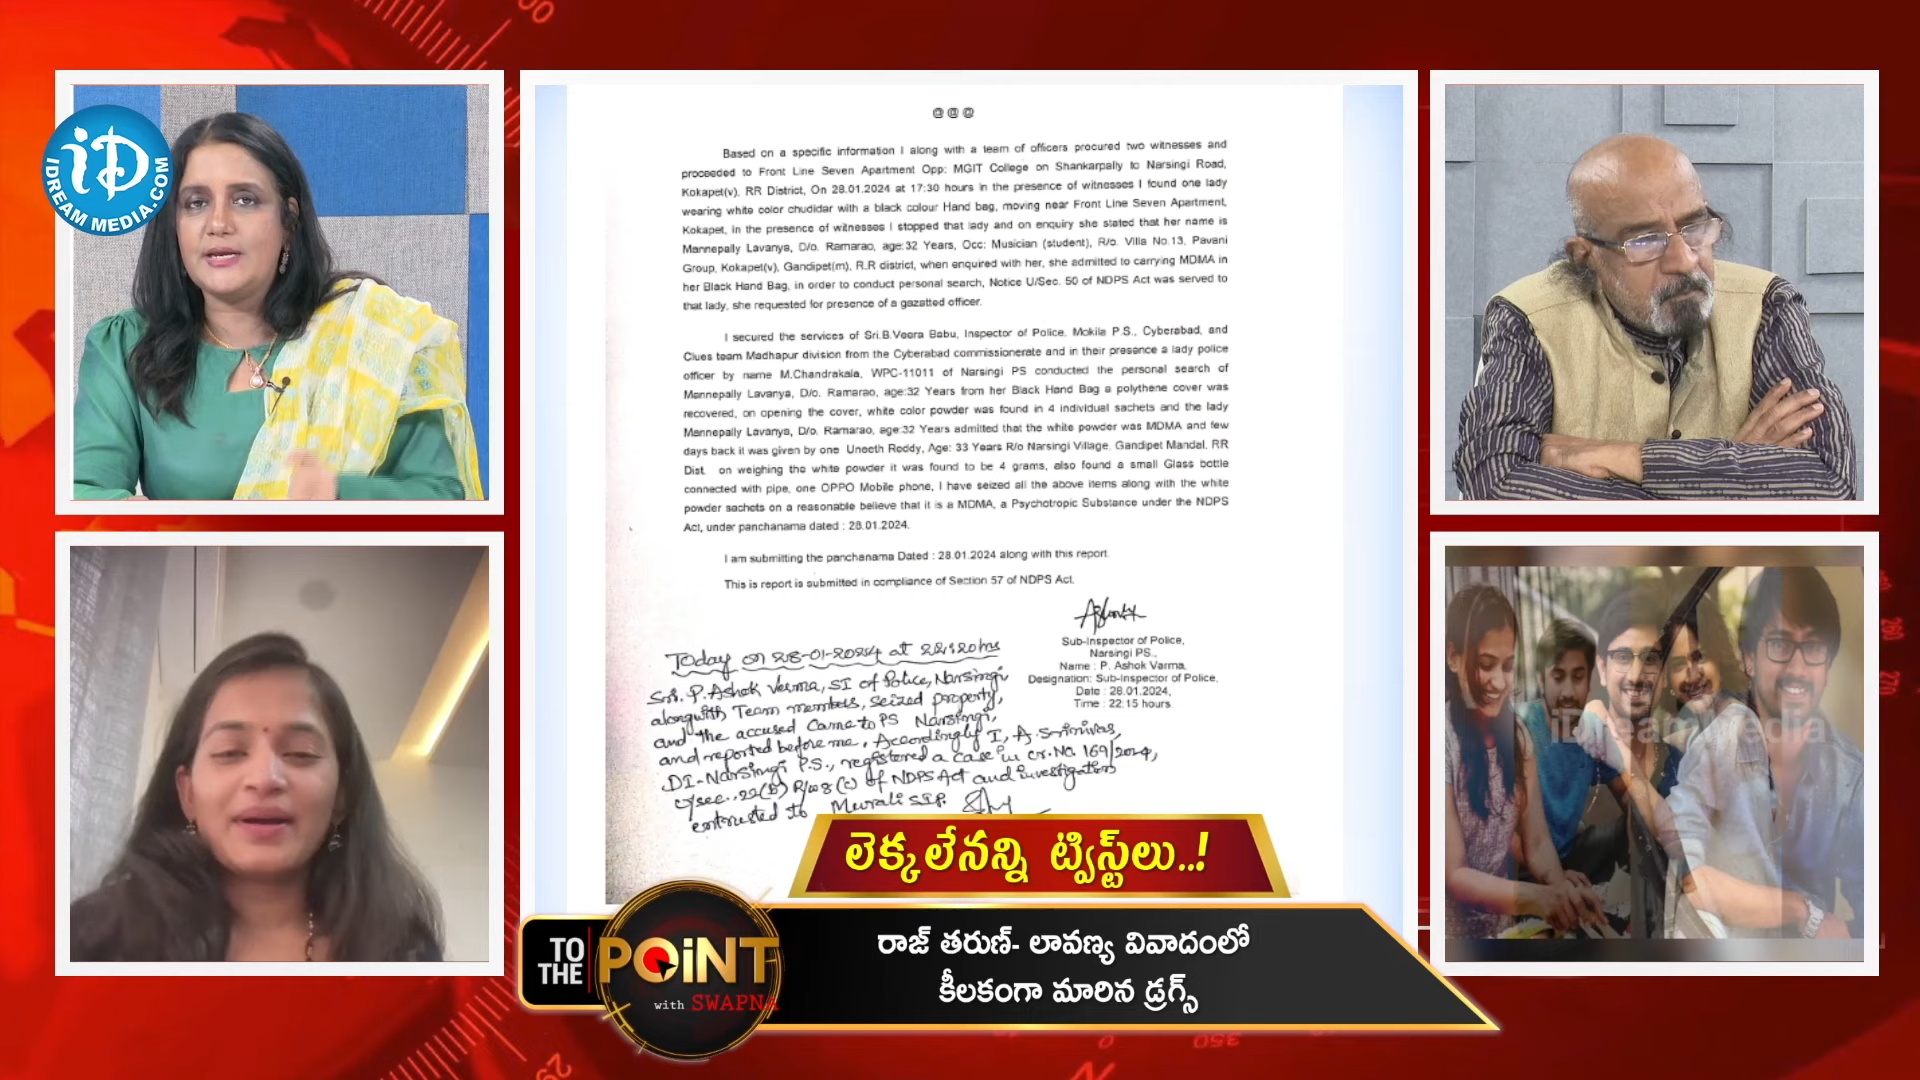 iD
IDREAM MEDIA.COM
@@@
Based on a specific information I along with a team of officers procured two witnesses and
proceeded to Front Line Seven Apartment Opp: MGIT College on Shankarpally to Narsingi Road,
Kokapet(v), RR District, On 28.01.2024 at 17:30 hours in the presence of witnesses I found one lady
wearing white color chudidar with a black colour Hand bag, moving near Front Line Seven Apartment,
Kokapet, in the presence of witnesses I stopped that lady and on enquiry she stated that her name is
Mannepally Lavanya, D/o. Ramarao, age:32 Years, Occ: Musician (student), R/o. Villa No.13, Pavani
Group, Kokapet(v), Gandipet(m), R.R district, when enquired with her, she admitted to carrying MDMA in
her Black Hand Bag, in order to conduct personal search, Notice U/Sec. 50 of NDPS Act was served to
that lady, she requested for presence of a gazatted officer.
I secured the services of Sri.B.Veera Babu, Inspector of Police, Mokila P.S., Cyberabad, and
Clues team Madhapur division from the Cyberabad commissionerate and in their presence a lady police
officer by name M.Chandrakala, WPC-11011 of Narsingi PS conducted the personal search of
Mannepally Lavanya, D/o. Ramarao, age:32 Years from her Black Hand Bag a polythene cover was
recovered, on opening the cover, white color powder was found in 4 individual sachets and the lady
Mannepally Lavanya, D/o. Ramarao, age:32 Years admitted that the white powder was MDMA and few
days back it was given by one Uneeth Reddy, Age: 33 Years R/o Narsingi Village, Gandipet Mandal, RR
Dist. on weighing the white powder it was found to be 4 grams, also found a small Glass bottle
connected with pipe, one OPPO Mobile phone, I have seized all the above items along with the white
powder sachets on a reasonable believe that it is a MDMA, a Psychotropic Substance under the NDPS
Act, under panchanama dated : 28.01.2024.
I am submitting the panchanama Dated : 28.01.2024 along with this report.
This is report is submitted in compliance of Section 57 of NDPS Act.
Sub-Inspector of Police,
Narsingi PS.,
Name : P. Ashok Varma,
Designation: Sub-Inspector of Police,
Date : 28.01.2024,
Time : 22:15 hours.
Today on 28-01-2024 at 22:20 hrs
Sri. P. Ashok Varma, SI of Police, Narsingi
alongwith Team members, seized property,
and the accused Came to PS Narsingi,
and reported before me, Accordingly I, A. Srinivas,
DI-Narsingi P.S., registered a case in cr.No. 169/2024,
u/sec..22(b) R/w 8(c) of NDPS Act and investigation
entrusted to Murali
iDream Media
లెక్కలేనన్ని ట్విస్ట్‌లు..!
TO THE POiNT
with SWAPNA
రాజ్ తరుణ్- లావణ్య వివాదంలో
కీలకంగా మారిన డ్రగ్స్